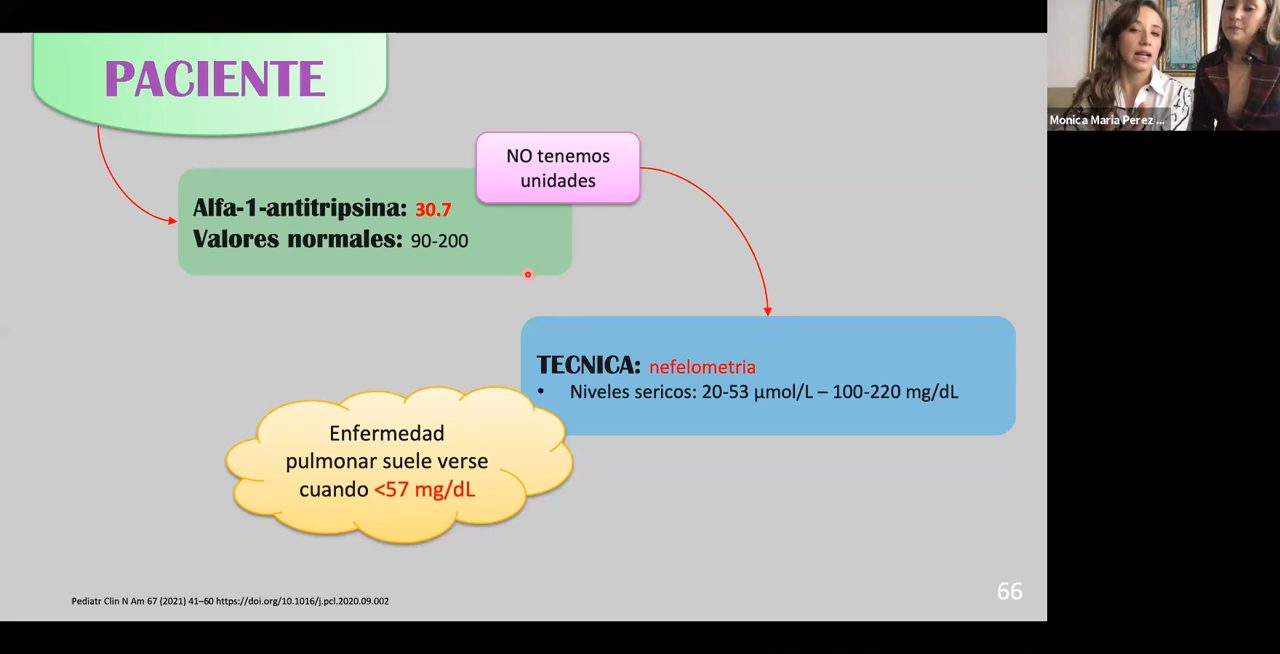 PACIENTE
Monica Maria Perez ...
NO tenemos
unidades
Alfa-1-antitripsina: 30.7
Valores normales: 90-200
TECNICA: nefelometria
• Niveles sericos: 20-53 µmol/L – 100-220 mg/dL
Enfermedad
pulmonar suele verse
cuando <57 mg/dL
66
Pediatr Clin N Am 67 (2021) 41–60 https://doi.org/10.1016/j.pcl.2020.09.002